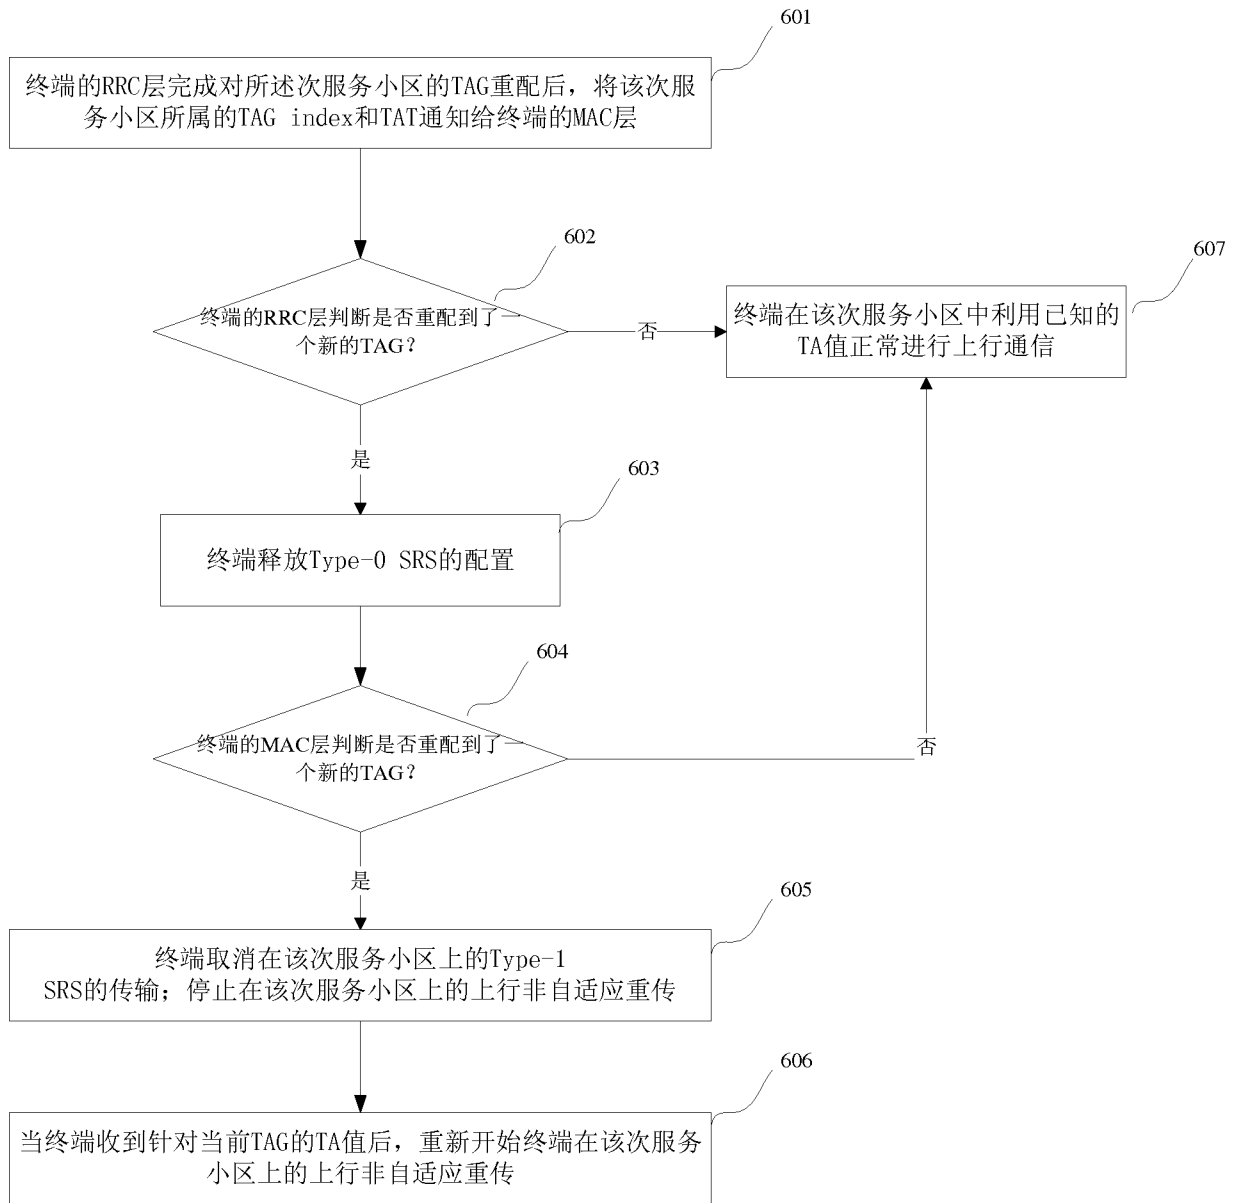 601
终端的RRC层完成对所述次服务小区的TAG重配后，将该次服
务小区所属的TAG index和TAT通知给终端的MAC层
602
终端的RRC层判断是否重配到了一
个新的TAG？
否
607
终端在该次服务小区中利用已知的
TA值正常进行上行通信
是
603
终端释放Type-0 SRS的配置
604
终端的MAC层判断是否重配到了一
个新的TAG？
否
是
605
终端取消在该次服务小区上的Type-1
SRS的传输；停止在该次服务小区上的上行非自适应重传
606
当终端收到针对当前TAG的TA值后，重新开始终端在该次服务
小区上的上行非自适应重传